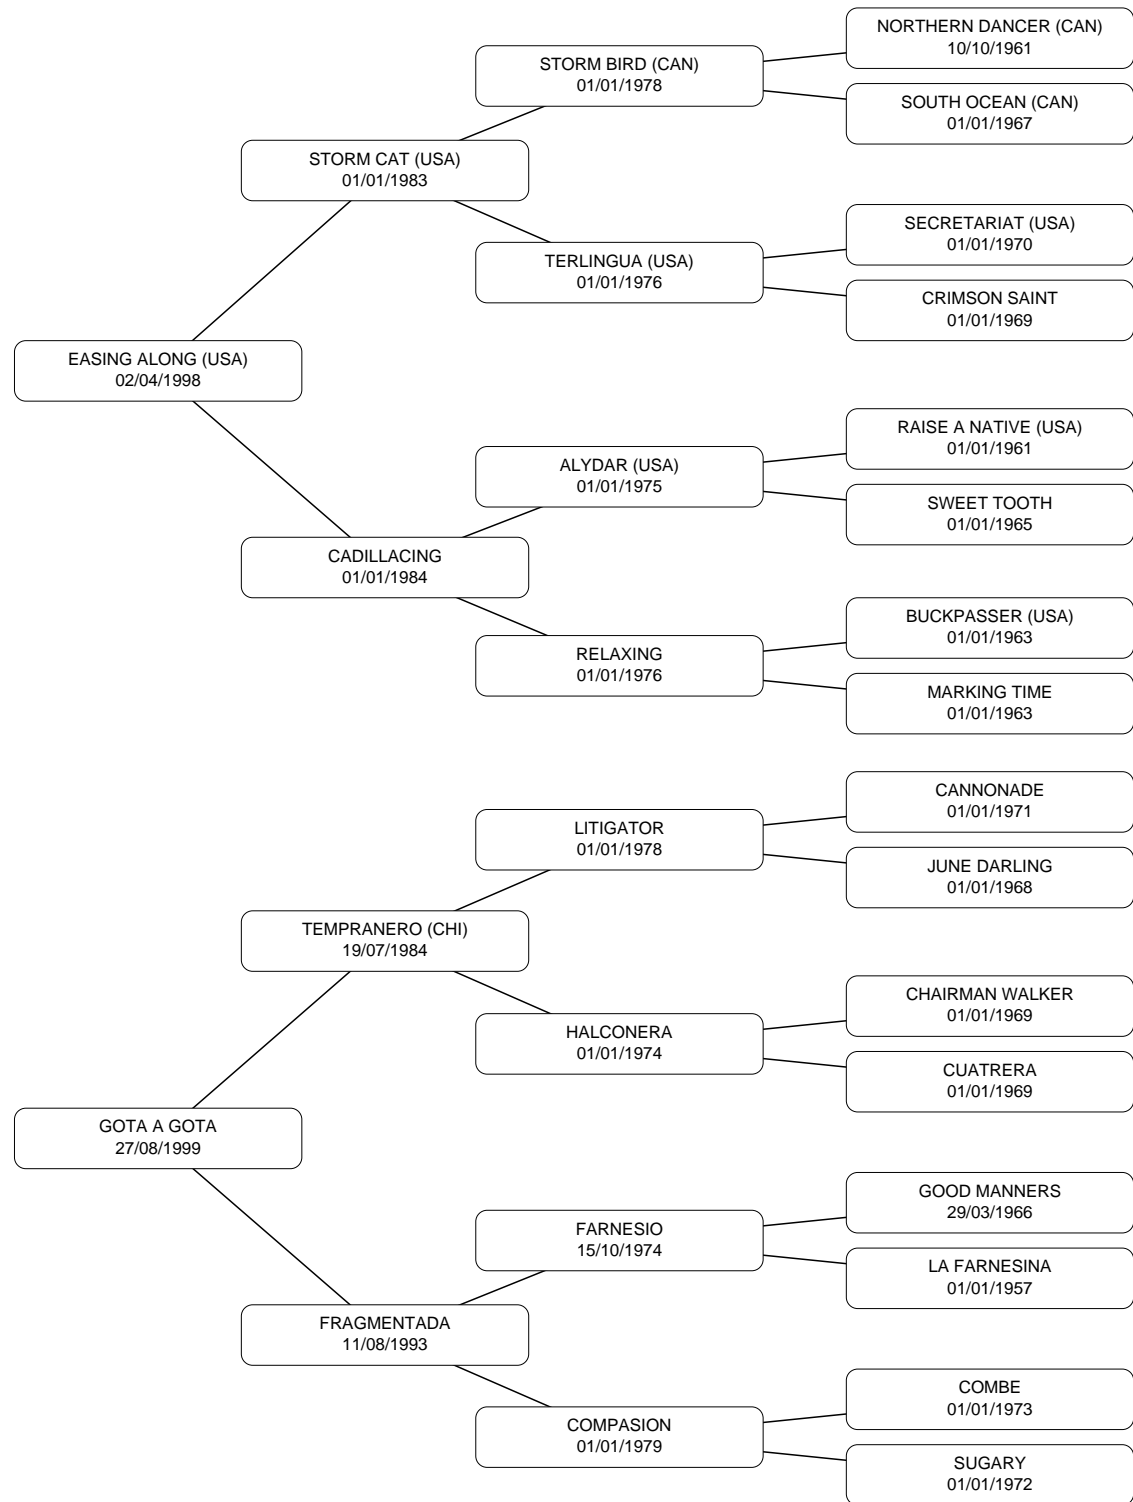 NORTHERN DANCER (CAN)
10/10/1961
STORM BIRD (CAN)
01/01/1978
SOUTH OCEAN (CAN)
01/01/1967
STORM CAT (USA)
01/01/1983
SECRETARIAT (USA)
01/01/1970
TERLINGUA (USA)
01/01/1976
CRIMSON SAINT
01/01/1969
EASING ALONG (USA)
02/04/1998
RAISE A NATIVE (USA)
01/01/1961
ALYDAR (USA)
01/01/1975
SWEET TOOTH
01/01/1965
CADILLACING
01/01/1984
BUCKPASSER (USA)
01/01/1963
RELAXING
01/01/1976
MARKING TIME
01/01/1963
CANNONADE
01/01/1971
LITIGATOR
01/01/1978
JUNE DARLING
01/01/1968
TEMPRANERO (CHI)
19/07/1984
CHAIRMAN WALKER
01/01/1969
HALCONERA
01/01/1974
CUATRERA
01/01/1969
GOTA A GOTA
27/08/1999
GOOD MANNERS
29/03/1966
FARNESIO
15/10/1974
LA FARNESINA
01/01/1957
FRAGMENTADA
11/08/1993
COMBE
01/01/1973
COMPASION
01/01/1979
SUGARY
01/01/1972